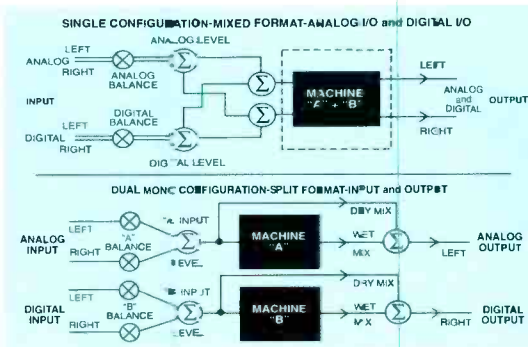 SINGLE CONFIGURATION-MIXED FORMAT-ANALOG I/O and DIGITAL I/O
ANALOG LEVEL
LEFT
ANALOG
RIGHT
ANALOG
BALANCE
INPUT
DIGITAL
BALANCE
LEFT
DIGITAL
RIGHT
DIGITAL LEVEL
MACHINE
"A" + "B"
LEFT
ANALOG
and
DIGITAL
OUTPUT
RIGHT
DUAL MONO CONFIGURATION-SPLIT FORMAT-INPUT and OUTPUT
ANALOG
INPUT
LEFT
RIGHT
"A"
BALANCE
"A" INPUT
LEVEL
MACHINE
"A"
DRY MIX
WET
MIX
ANALOG
OUTPUT
LEFT
DIGITAL
INPUT
LEFT
RIGHT
"B"
BALANCE
"B" INPUT
LEVEL
MACHINE
"B"
DRY MIX
WET
MIX
DIGITAL
OUTPUT
RIGHT